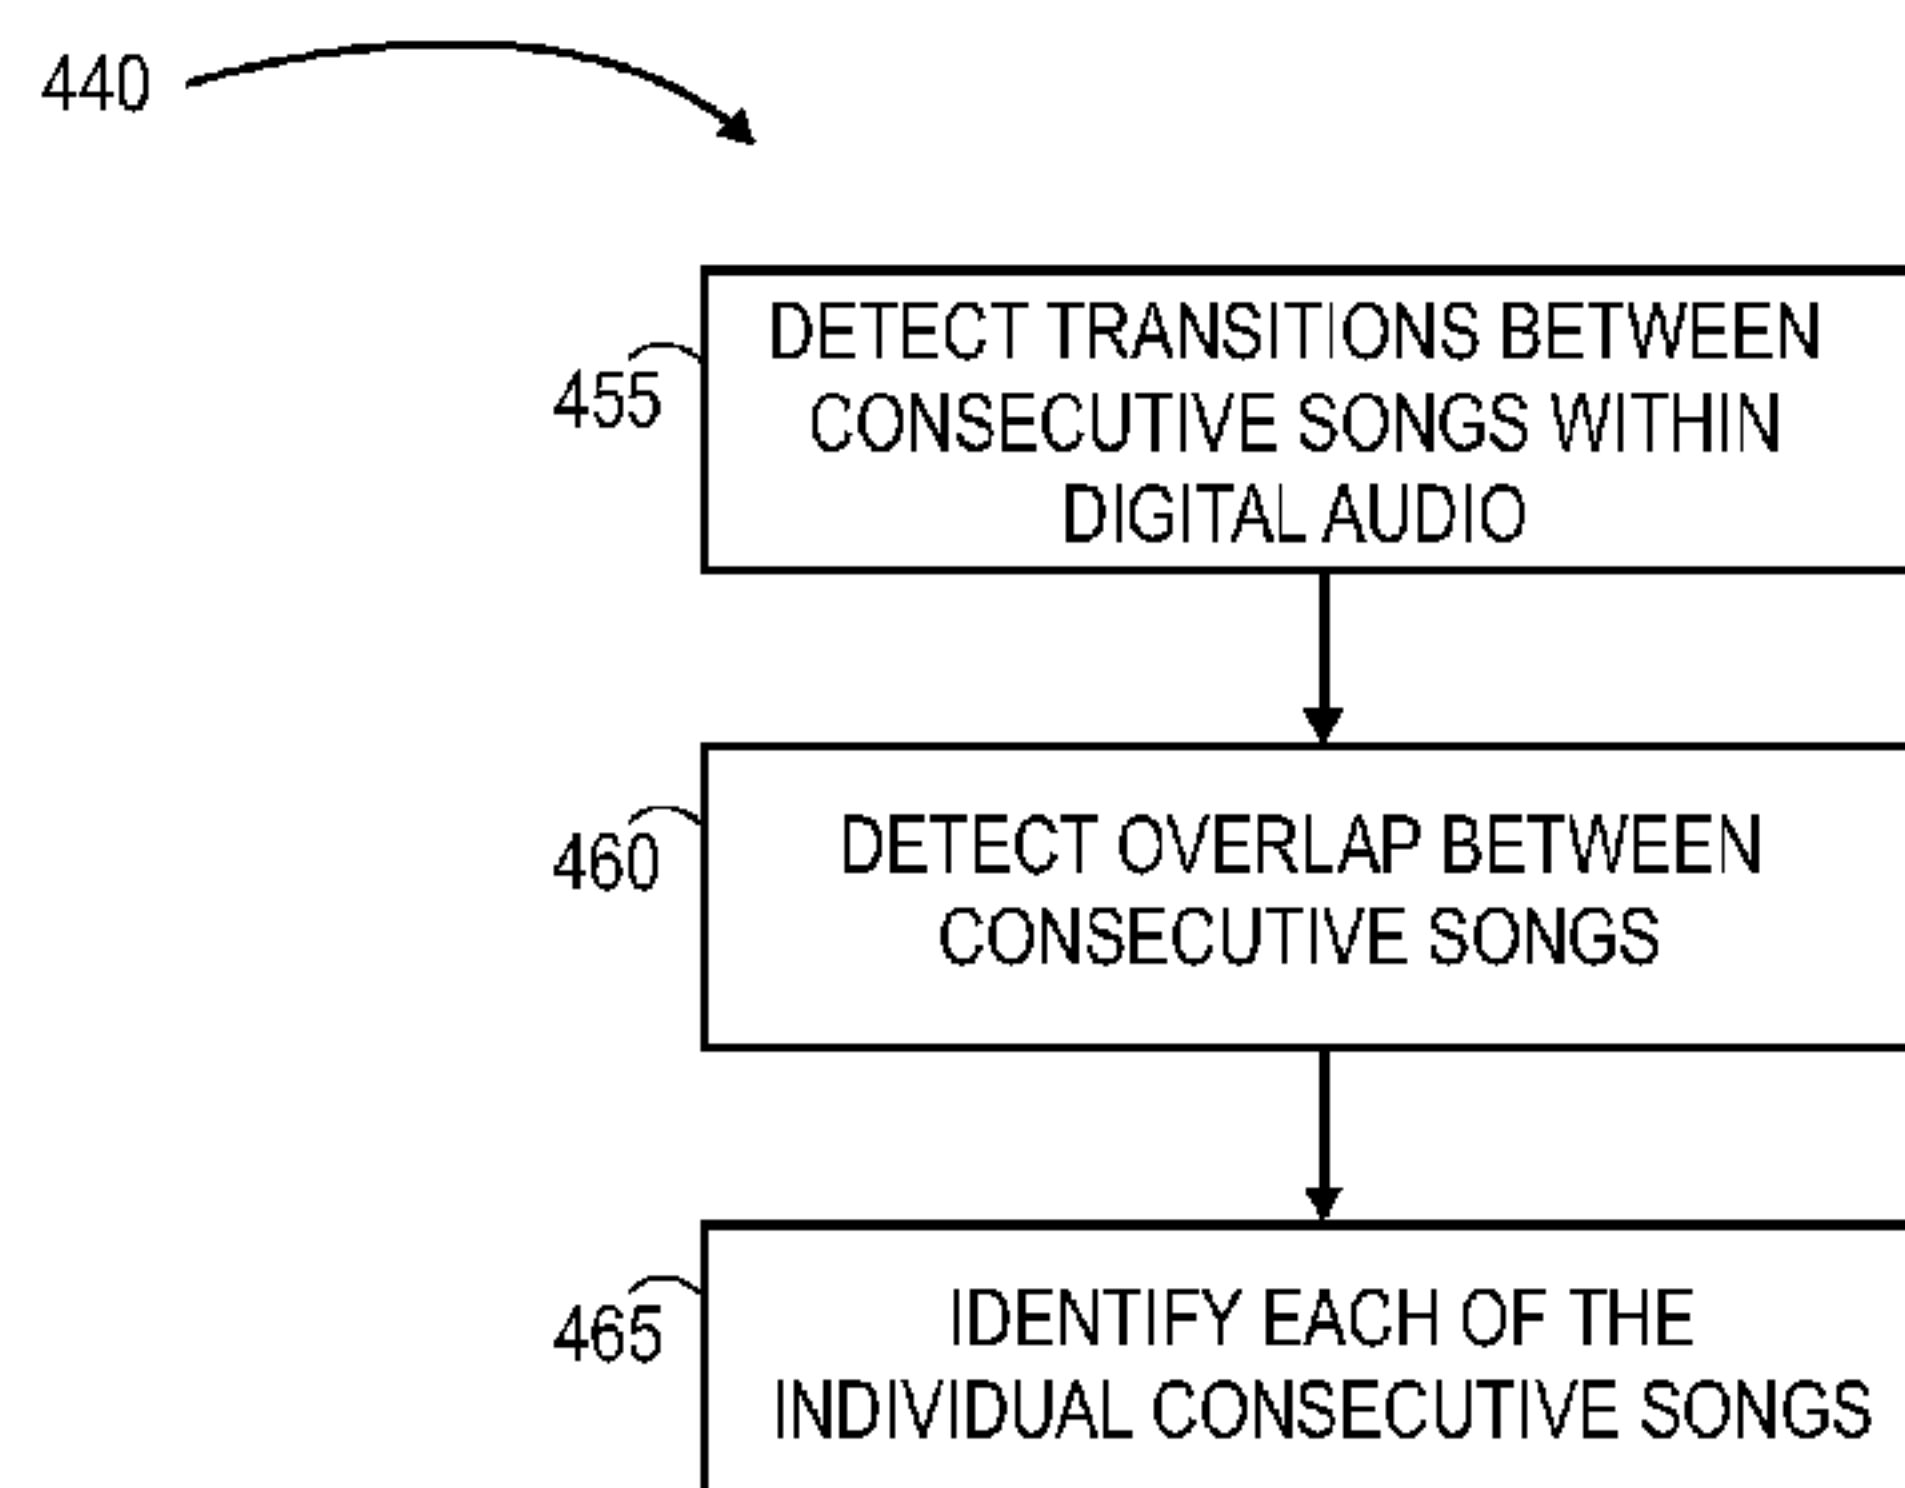 440
455
DETECT TRANSITIONS BETWEEN
CONSECUTIVE SONGS WITHIN
DIGITAL AUDIO
460
DETECT OVERLAP BETWEEN
CONSECUTIVE SONGS
465
IDENTIFY EACH OF THE
INDIVIDUAL CONSECUTIVE SONGS